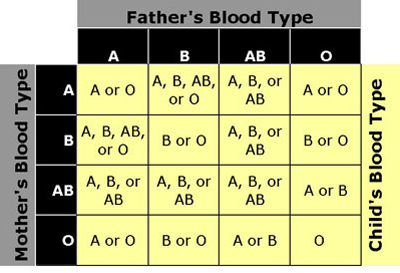 Father's Blood Type
A B AB O
Mother's Blood Type
A
A or O
A, B, AB,
or O
A, B, or
AB
A or O
B
A, B, AB,
or O
B or O
A, B, or
AB
B or O
AB
A, B, or
AB
A, B, or
AB
A, B, or
AB
A or B
O
A or O
B or O
A or B
O
Child's Blood Type